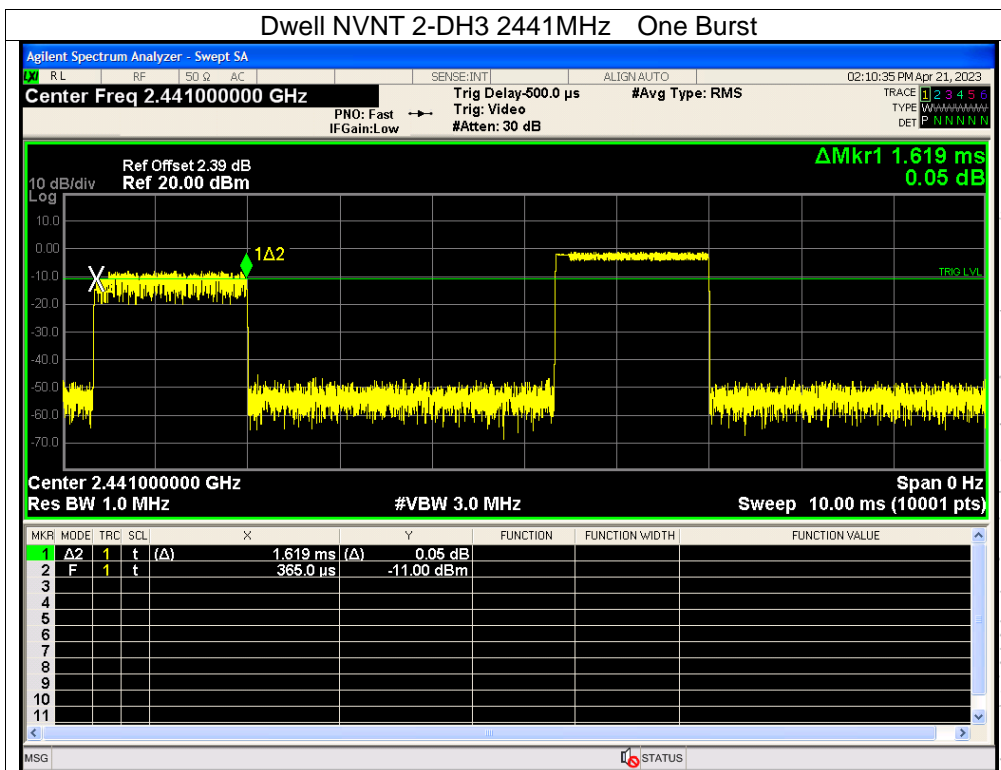 Dwell NVNT 2-DH3 2441MHz One Burst
Agilent Spectrum Analyzer - Swept SA
LXI RL RF 50 Ω AC SENSE:INT ALIGN AUTO 02:10:35 PM Apr 21, 2023
Center Freq 2.441000000 GHz
PNO: Fast
IFGain:Low
Trig Delay-500.0 µs
Trig: Video
#Atten: 30 dB
#Avg Type: RMS
TRACE 1 2 3 4 5 6
TYPE WWWWWW
DET P N N N N N
ΔMkr1 1.619 ms
0.05 dB
Ref Offset 2.39 dB
10 dB/div Ref 20.00 dBm
Log
10.0
0.00
-10.0
-20.0
-30.0
-40.0
-50.0
-60.0
-70.0
X
1Δ2
TRIG LVL
Center 2.441000000 GHz Span 0 Hz
Res BW 1.0 MHz #VBW 3.0 MHz Sweep 10.00 ms (10001 pts)
MKR MODE TRC SCL X Y FUNCTION FUNCTION WIDTH FUNCTION VALUE
1 Δ2 1 t (Δ) 1.619 ms (Δ) 0.05 dB
2 F 1 t 365.0 µs -11.00 dBm
3
4
5
6
7
8
9
10
11
MSG STATUS